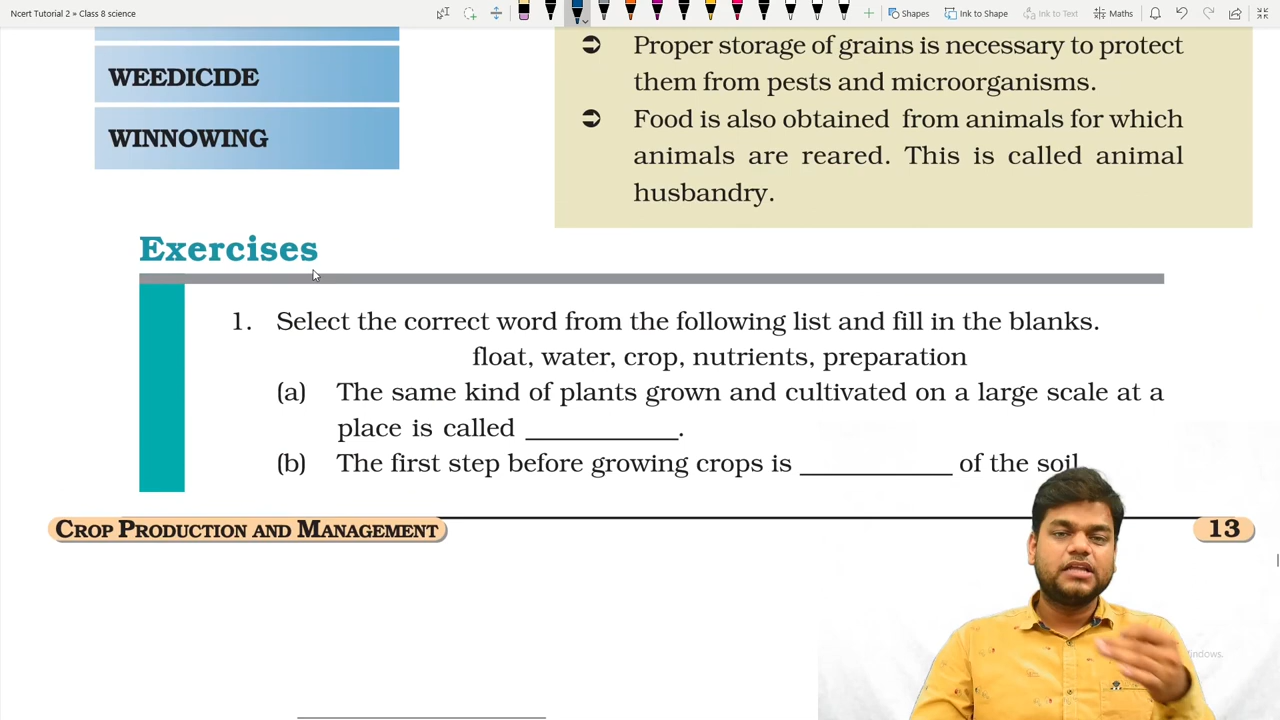 Ncert Tutorial 2 » Class 8 science
Shapes
Ink to Shape
Ink to Text
Maths
WEEDICIDE
WINNOWING
Proper storage of grains is necessary to protect
them from pests and microorganisms.
Food is also obtained from animals for which
animals are reared. This is called animal
husbandry.
Exercises
1. Select the correct word from the following list and fill in the blanks.
float, water, crop, nutrients, preparation
(a) The same kind of plants grown and cultivated on a large scale at a
place is called ____________.
(b) The first step before growing crops is ____________ of the soil
CROP PRODUCTION AND MANAGEMENT
13
indows.